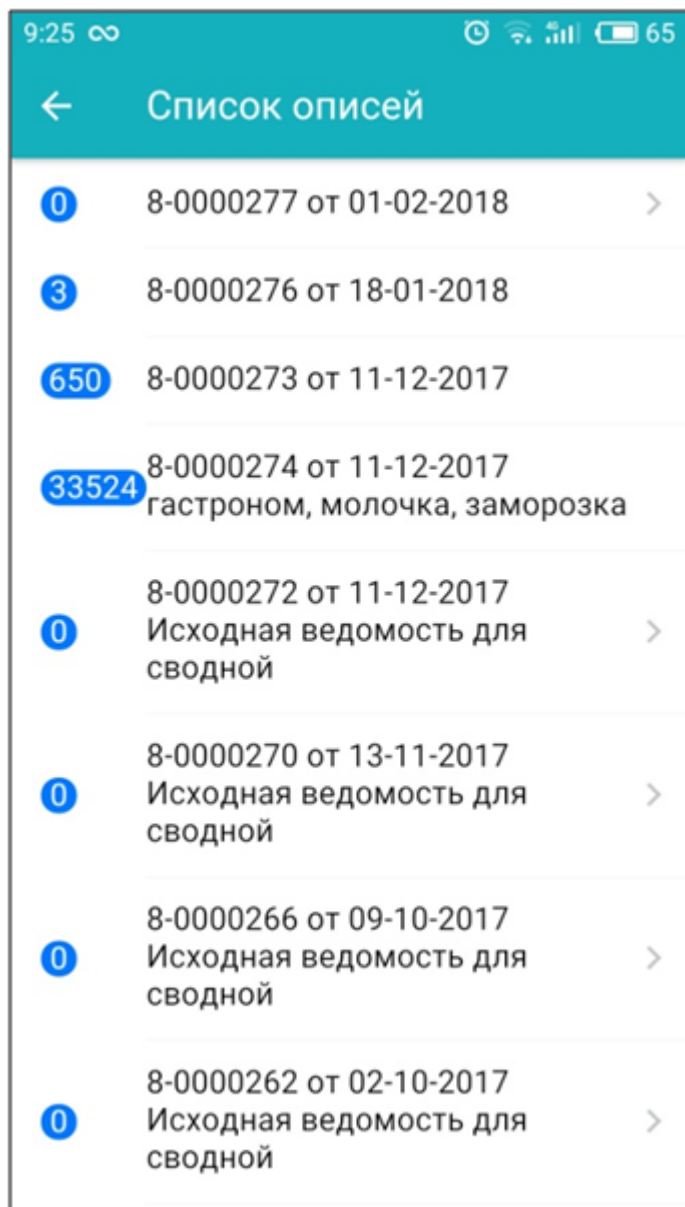 9:25 65
Список описей
0 8-0000277 от 01-02-2018
3 8-0000276 от 18-01-2018
650 8-0000273 от 11-12-2017
33524 8-0000274 от 11-12-2017
гастроном, молочка, заморозка
0 8-0000272 от 11-12-2017
Исходная ведомость для
сводной
0 8-0000270 от 13-11-2017
Исходная ведомость для
сводной
0 8-0000266 от 09-10-2017
Исходная ведомость для
сводной
0 8-0000262 от 02-10-2017
Исходная ведомость для
сводной